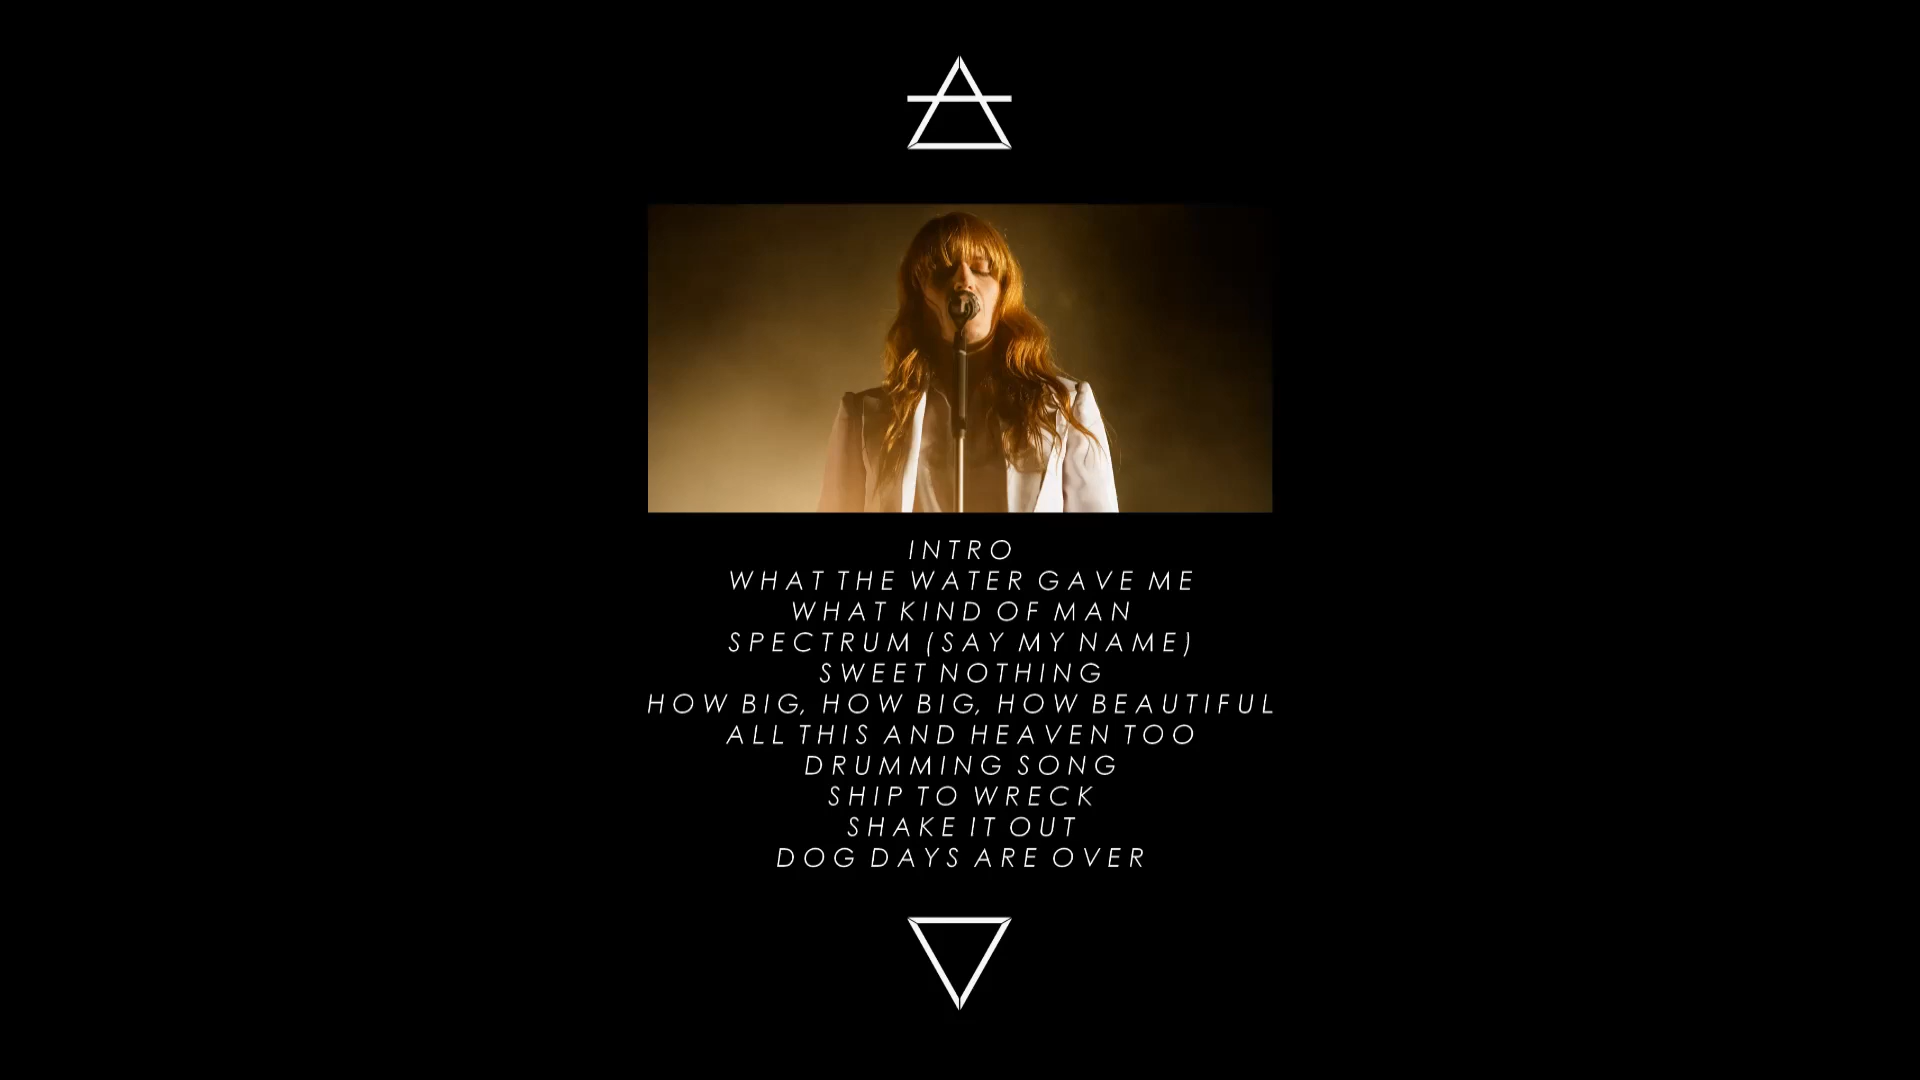 INTRO
WHAT THE WATER GAVE ME
WHAT KIND OF MAN
SPECTRUM (SAY MY NAME)
SWEET NOTHING
HOW BIG, HOW BIG, HOW BEAUTIFUL
ALL THIS AND HEAVEN TOO
DRUMMING SONG
SHIP TO WRECK
SHAKE IT OUT
DOG DAYS ARE OVER